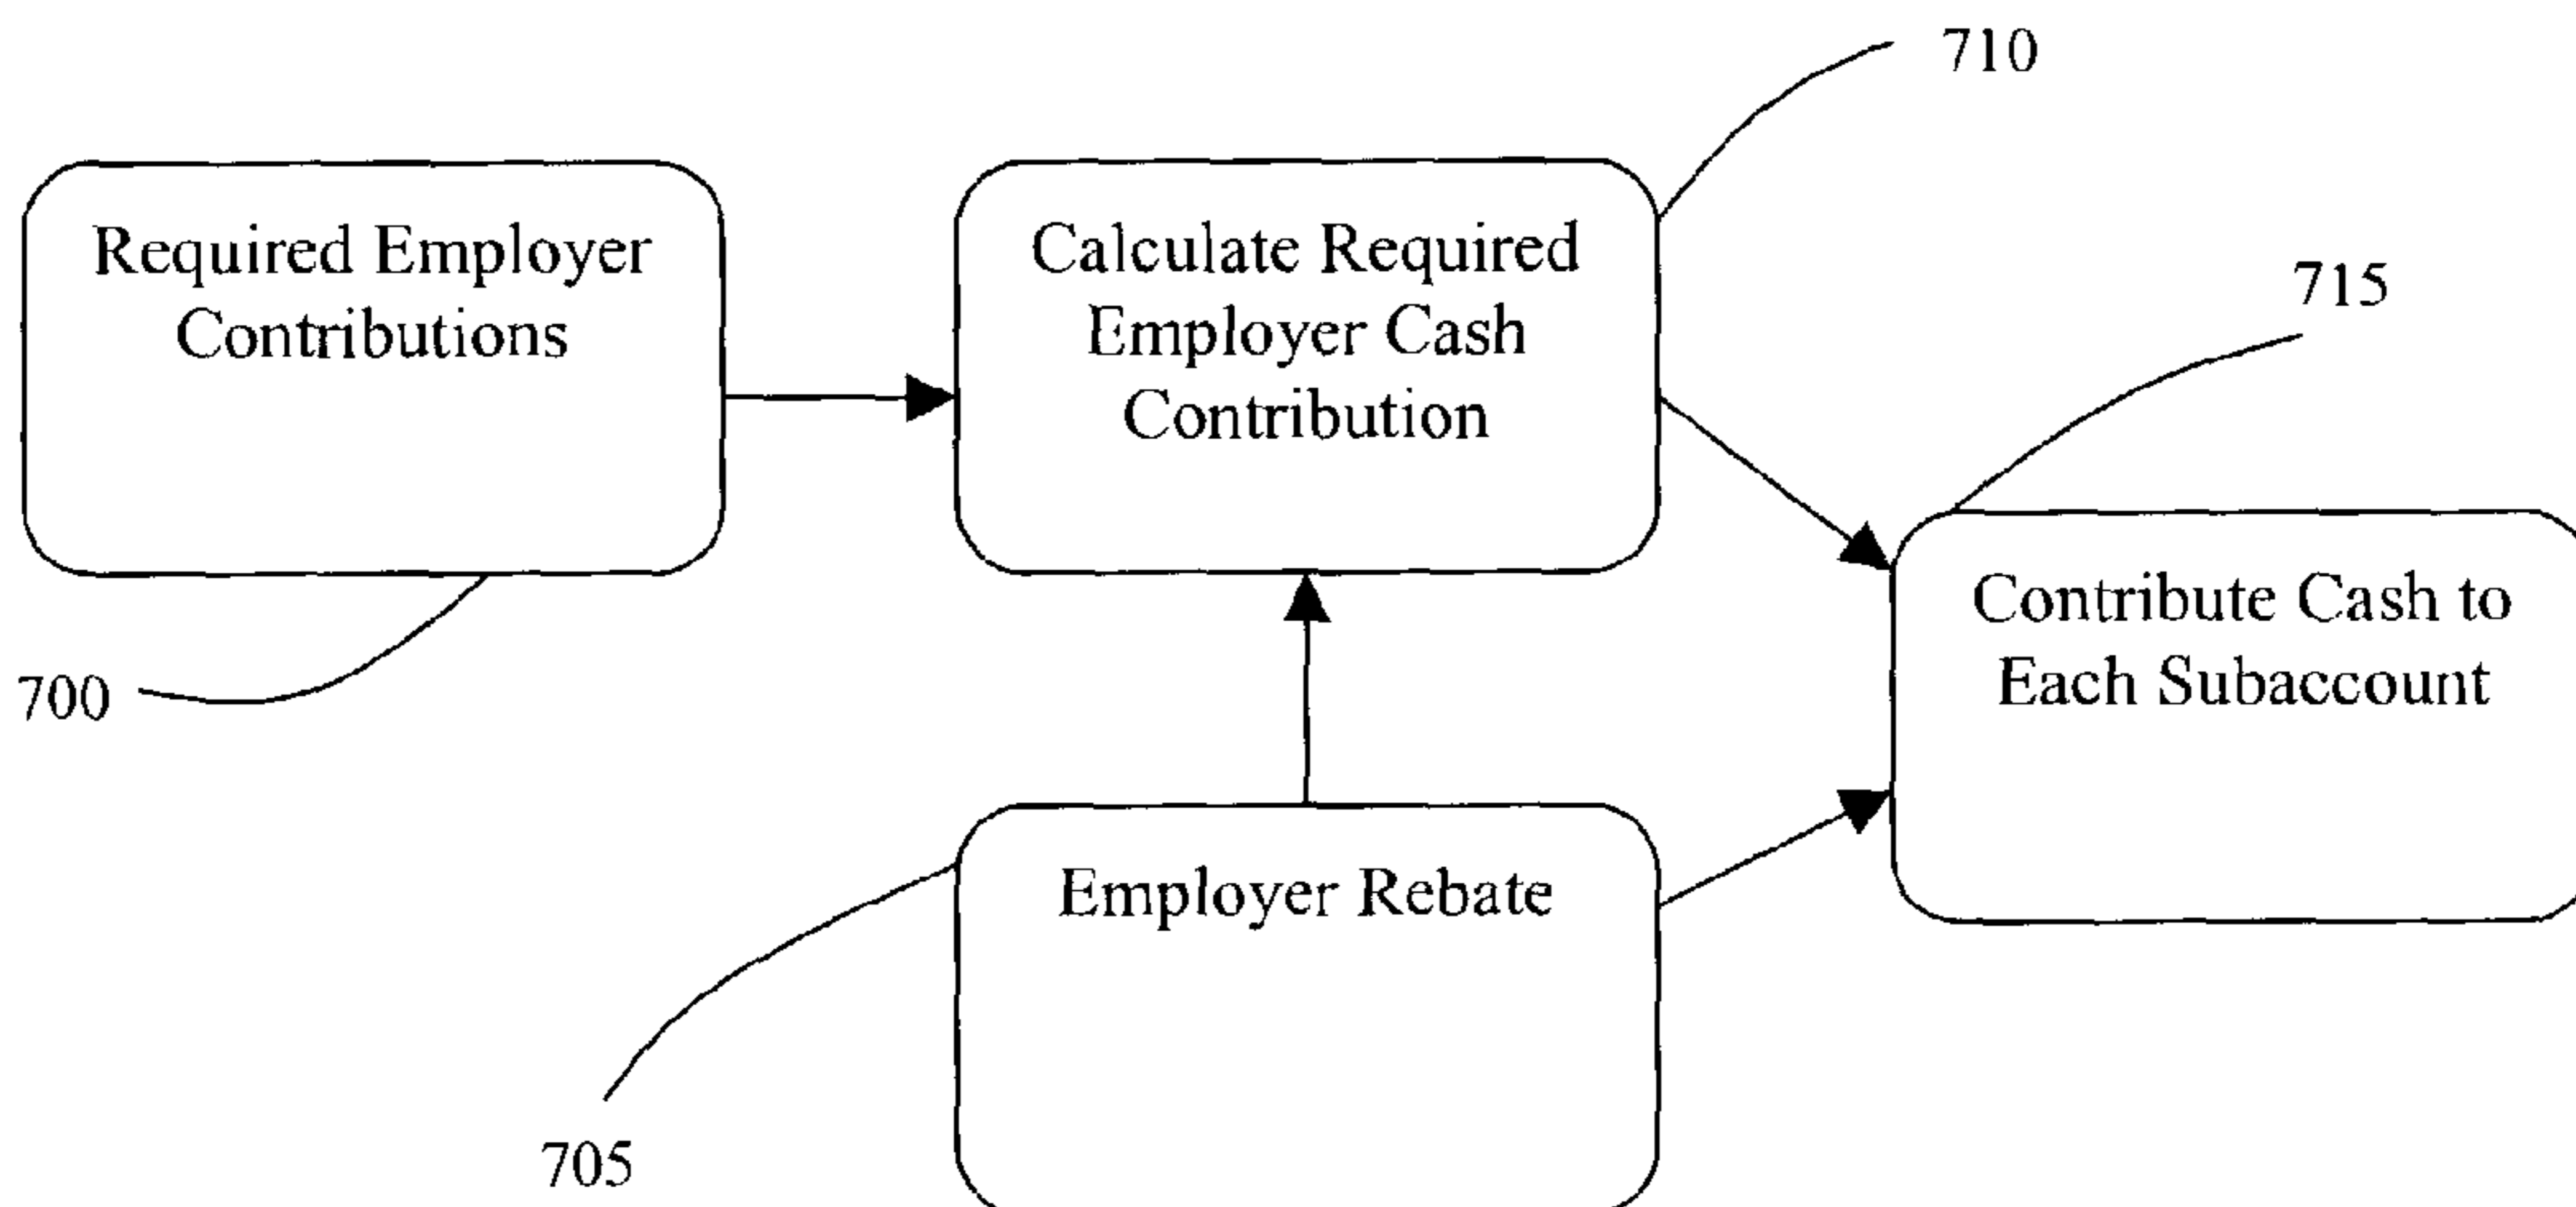 710
Required Employer
Contributions
Calculate Required
Employer Cash
Contribution
715
Contribute Cash to
Each Subaccount
700
Employer Rebate
705